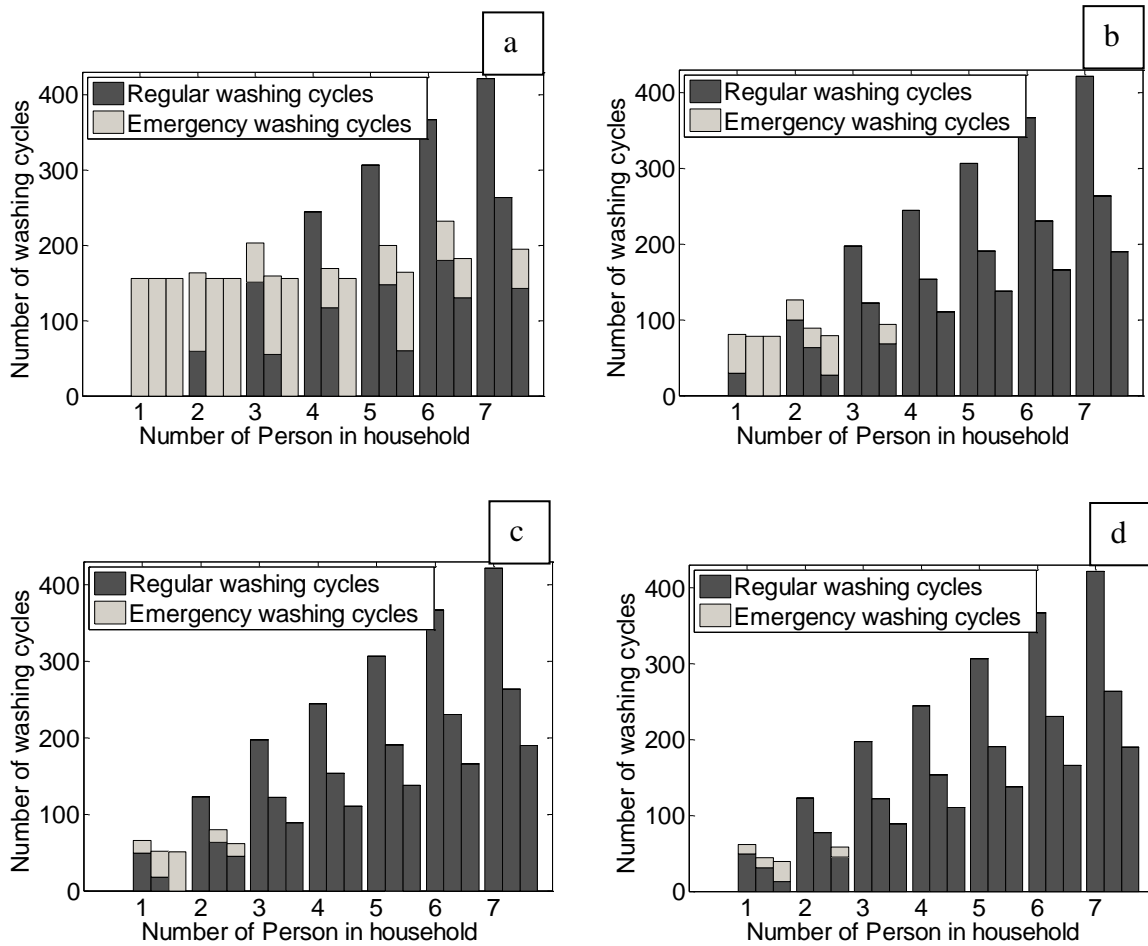 a
Regular washing cycles
Emergency washing cycles
Number of washing cycles
400
300
200
100
0
1 2 3 4 5 6 7
Number of Person in household
b
Regular washing cycles
Emergency washing cycles
Number of washing cycles
400
300
200
100
0
1 2 3 4 5 6 7
Number of Person in household
c
Regular washing cycles
Emergency washing cycles
Number of washing cycles
400
300
200
100
0
1 2 3 4 5 6 7
Number of Person in household
d
Regular washing cycles
Emergency washing cycles
Number of washing cycles
400
300
200
100
0
1 2 3 4 5 6 7
Number of Person in household